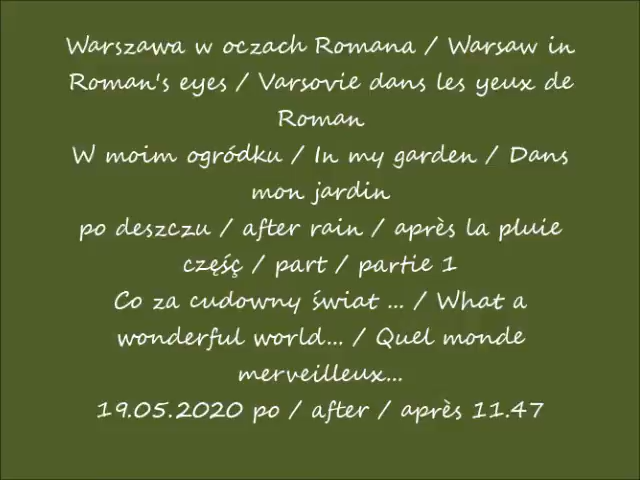 Warszawa w oczach Romana / Warsaw in
Roman's eyes / Varsovie dans les yeux de
Roman
W moim ogródku / In my garden / Dans
mon jardin
po deszczu / after rain / après la pluie
częśç / part / partie 1
Co za cudowny świat ... / What a
wonderful world... / Quel monde
merveilleux...
19.05.2020 po / after / après 11.47